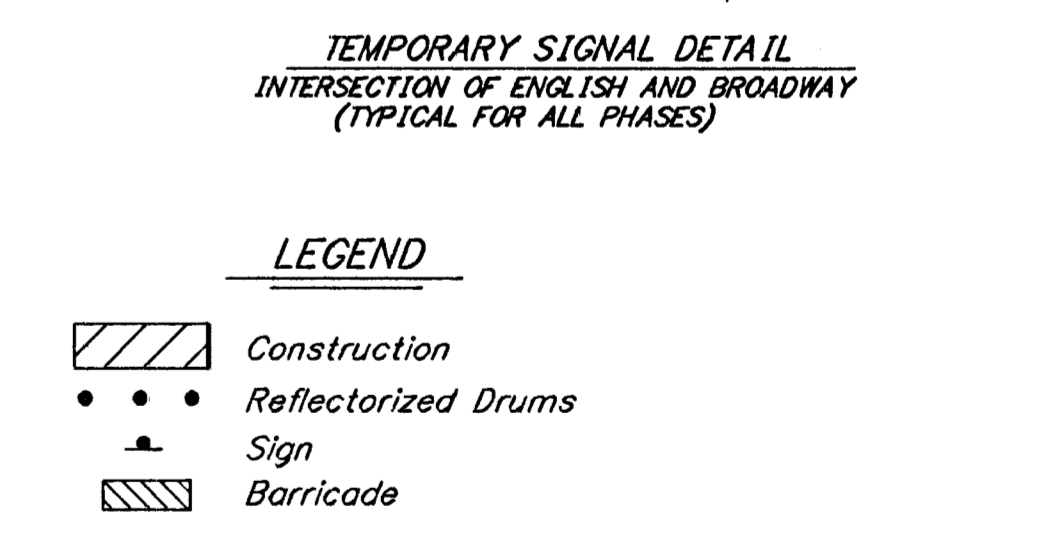 TEMPORARY SIGNAL DETAIL
INTERSECTION OF ENGLISH AND BROADWAY
(TYPICAL FOR ALL PHASES)
LEGEND
Construction
Reflectorized Drums
Sign
Barricade